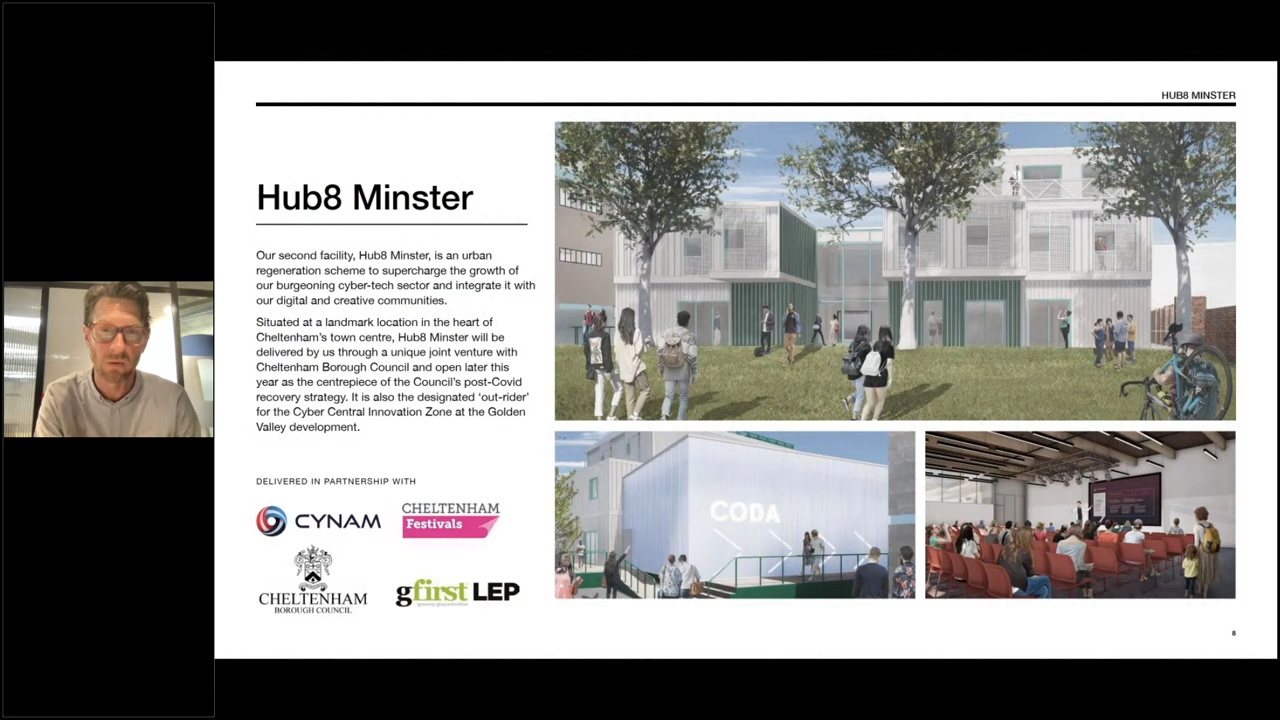 HUB8 MINSTER
Hub8 Minster
Our second facility, Hub8 Minster, is an urban
regeneration scheme to supercharge the growth of
our burgeoning cyber-tech sector and integrate it with
our digital and creative communities.
Situated at a landmark location in the heart of
Cheltenham's town centre, Hub8 Minster will be
delivered by us through a unique joint venture with
Cheltenham Borough Council and open later this
year as the centrepiece of the Council's post-Covid
recovery strategy. It is also the designated 'out-rider'
for the Cyber Central Innovation Zone at the Golden
Valley development.
DELIVERED IN PARTNERSHIP WITH
CYNAM
CHELTENHAM
Festivals
CHELTENHAM
BOROUGH COUNCIL
gfirst LEP
CODA
8